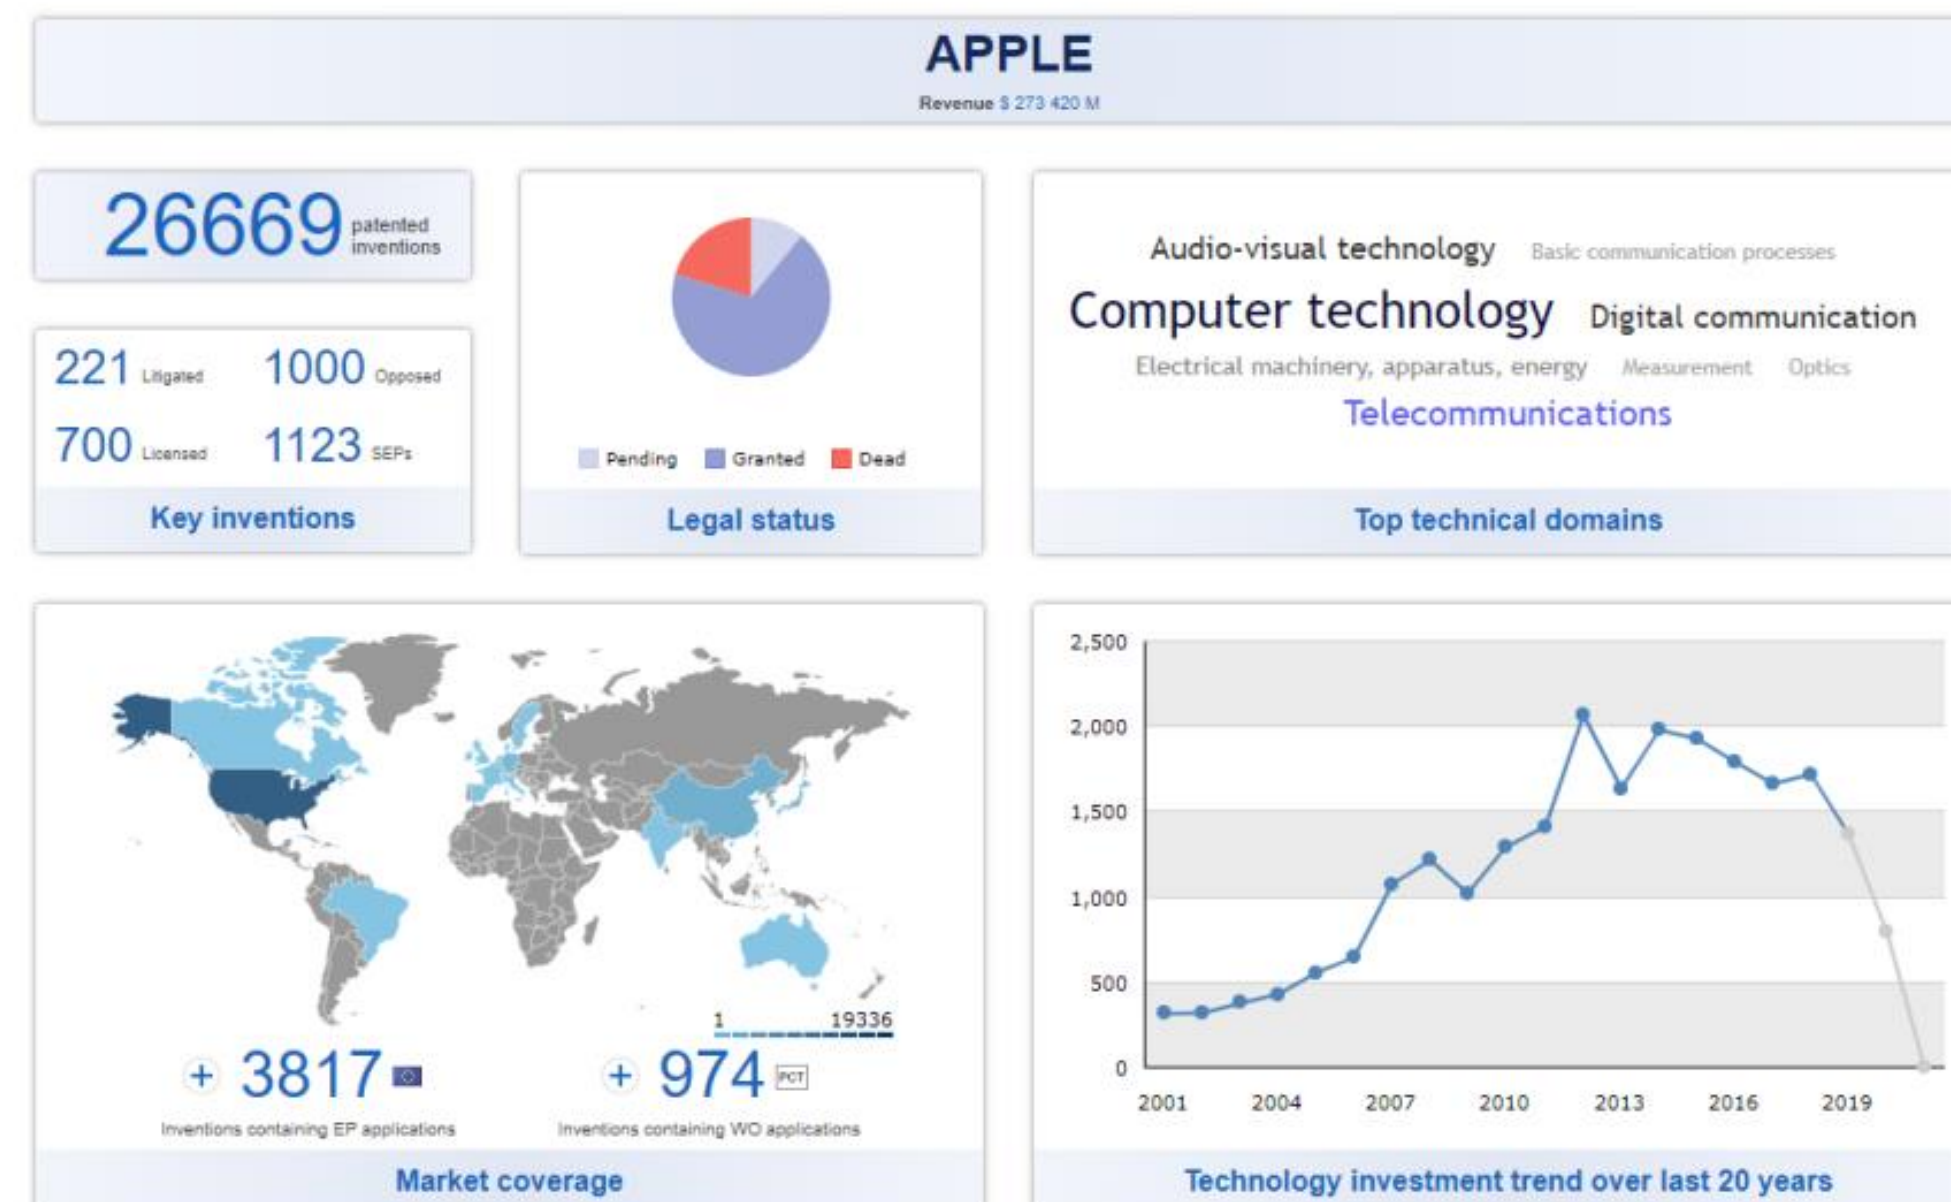 APPLE
Revenue $ 273 420 M
26669 patented inventions
221 Litigated 1000 Opposed
700 Licensed 1123 SEPs
Key inventions
Pending Granted Dead
Legal status
Audio-visual technology Basic communication processes
Computer technology Digital communication
Electrical machinery, apparatus, energy Measurement Optics
Telecommunications
Top technical domains
1 19336
+ 3817
Inventions containing EP applications
+ 974 PCT
Inventions containing WO applications
Market coverage
2,500
2,000
1,500
1,000
500
0
2001 2004 2007 2010 2013 2016 2019
Technology investment trend over last 20 years